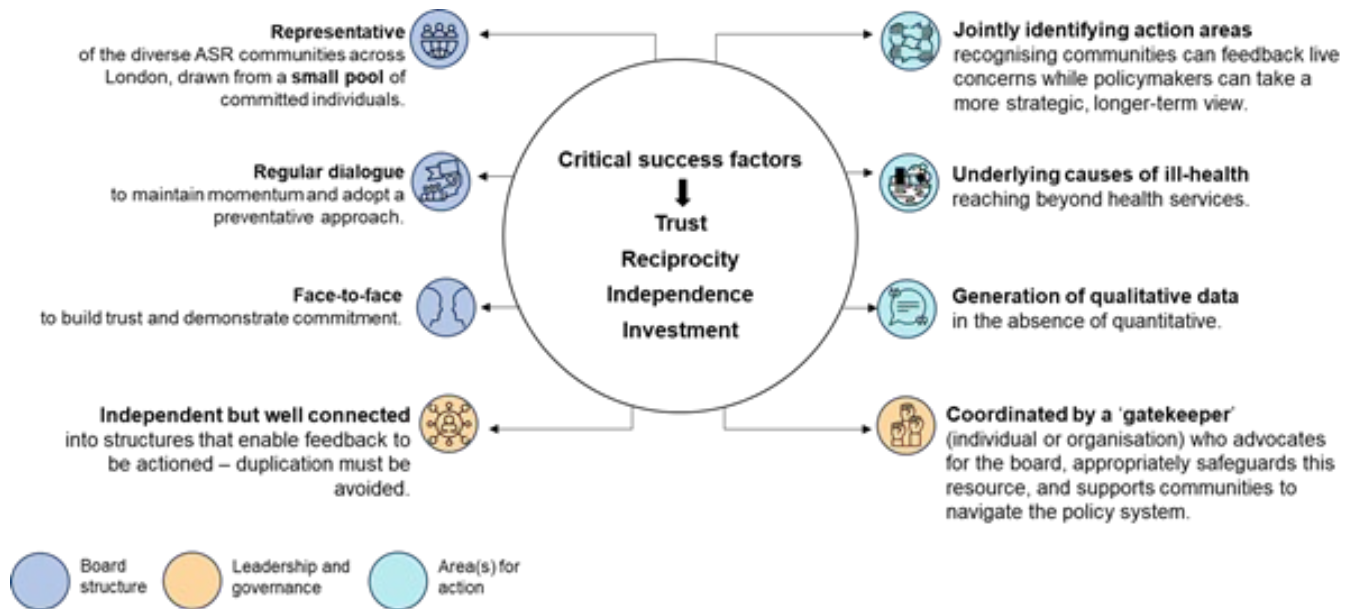 Representative
of the diverse ASR communities across
London, drawn from a small pool of
committed individuals.
Regular dialogue
to maintain momentum and adopt a
preventative approach.
Face-to-face
to build trust and demonstrate commitment.
Independent but well connected
into structures that enable feedback to
be actioned – duplication must be
avoided.
Critical success factors
Trust
Reciprocity
Independence
Investment
Jointly identifying action areas
recognising communities can feedback live
concerns while policymakers can take a
more strategic, longer-term view.
Underlying causes of ill-health
reaching beyond health services.
Generation of qualitative data
in the absence of quantitative.
Coordinated by a ‘gatekeeper’
(individual or organisation) who advocates
for the board, appropriately safeguards this
resource, and supports communities to
navigate the policy system.
Board
structure
Leadership and
governance
Area(s) for
action